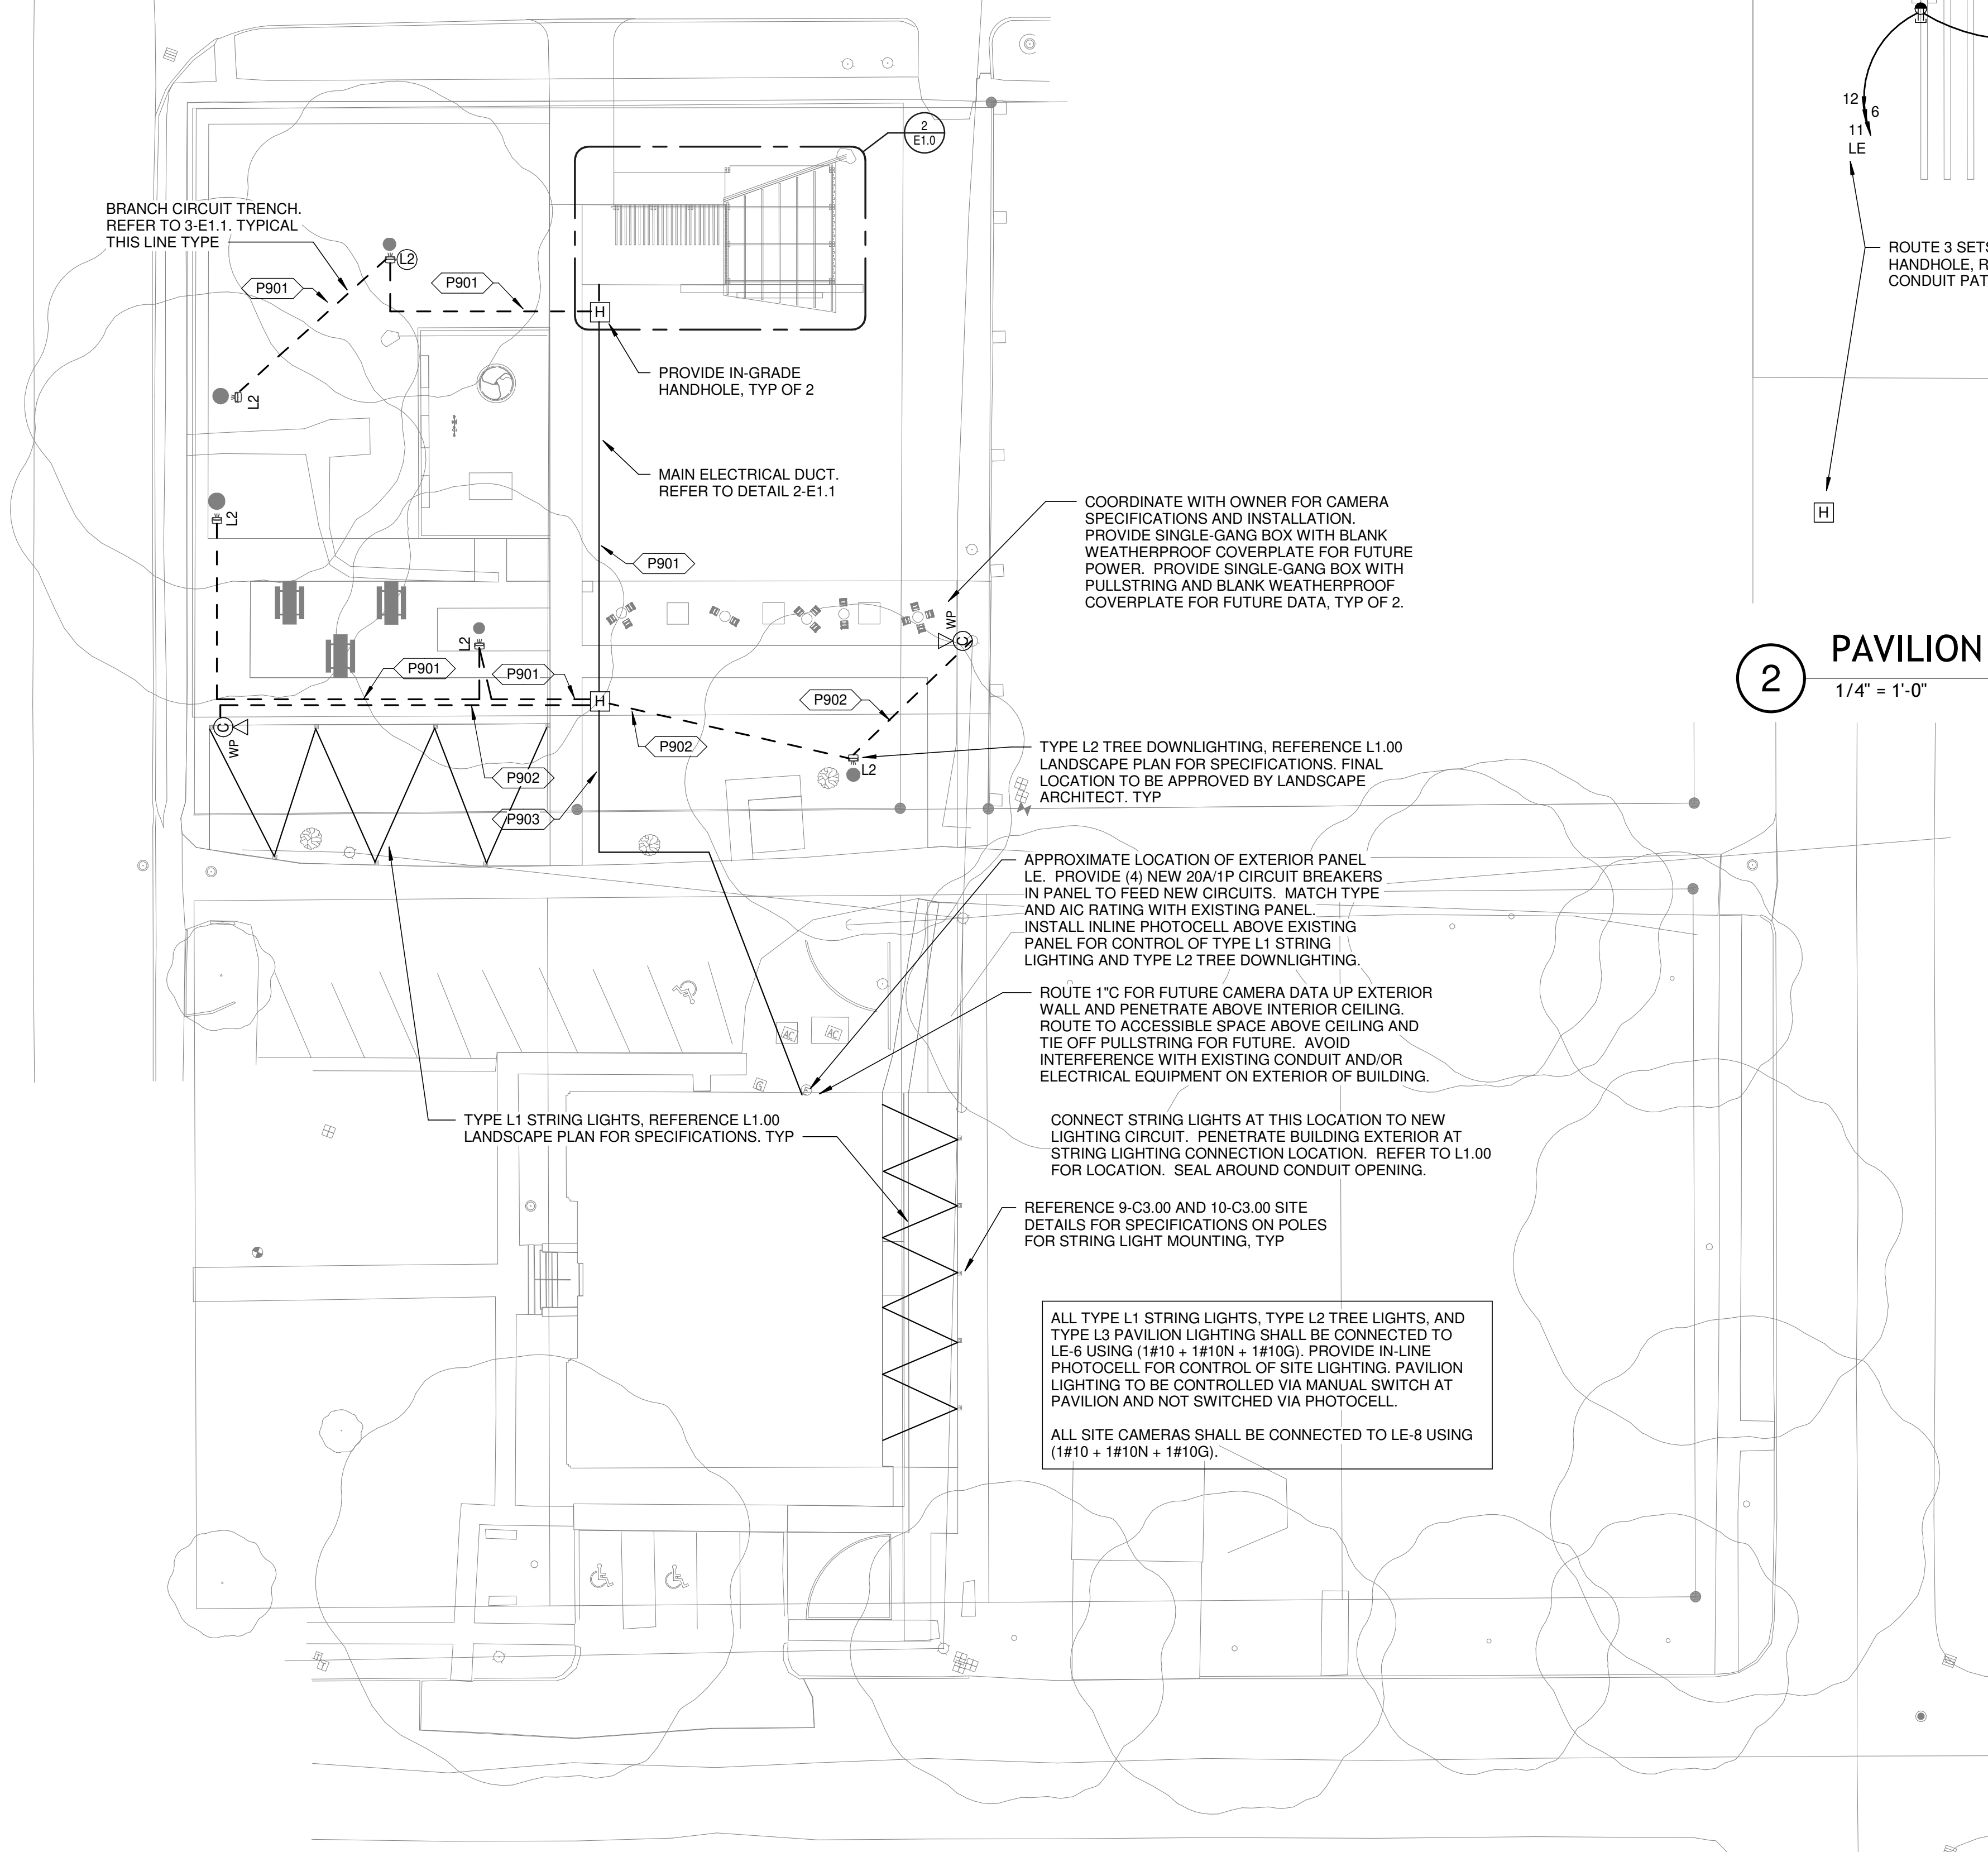 2
E1.0
12
6
11
LE
BRANCH CIRCUIT TRENCH.
REFER TO 3-E1.1. TYPICAL
THIS LINE TYPE
L2
P901
P901
H
L2
PROVIDE IN-GRADE
HANDHOLE, TYP OF 2
MAIN ELECTRICAL DUCT.
REFER TO DETAIL 2-E1.1
L2
P901
COORDINATE WITH OWNER FOR CAMERA
SPECIFICATIONS AND INSTALLATION.
PROVIDE SINGLE-GANG BOX WITH BLANK
WEATHERPROOF COVERPLATE FOR FUTURE
POWER. PROVIDE SINGLE-GANG BOX WITH
PULLSTRING AND BLANK WEATHERPROOF
COVERPLATE FOR FUTURE DATA, TYP OF 2.
H
2
PAVILION
1/4" = 1'-0"
WP
C
L2
P901
P901
H
P902
P902
C
WP
P902
P903
L2
TYPE L2 TREE DOWNLIGHTING, REFERENCE L1.00
LANDSCAPE PLAN FOR SPECIFICATIONS. FINAL
LOCATION TO BE APPROVED BY LANDSCAPE
ARCHITECT. TYP
APPROXIMATE LOCATION OF EXTERIOR PANEL
LE. PROVIDE (4) NEW 20A/1P CIRCUIT BREAKERS
IN PANEL TO FEED NEW CIRCUITS. MATCH TYPE
AND AIC RATING WITH EXISTING PANEL.
INSTALL INLINE PHOTOCELL ABOVE EXISTING
PANEL FOR CONTROL OF TYPE L1 STRING
LIGHTING AND TYPE L2 TREE DOWNLIGHTING.
ROUTE 1"C FOR FUTURE CAMERA DATA UP EXTERIOR
WALL AND PENETRATE ABOVE INTERIOR CEILING.
ROUTE TO ACCESSIBLE SPACE ABOVE CEILING AND
TIE OFF PULLSTRING FOR FUTURE. AVOID
INTERFERENCE WITH EXISTING CONDUIT AND/OR
ELECTRICAL EQUIPMENT ON EXTERIOR OF BUILDING.
AC
AC
G
TYPE L1 STRING LIGHTS, REFERENCE L1.00
LANDSCAPE PLAN FOR SPECIFICATIONS. TYP
CONNECT STRING LIGHTS AT THIS LOCATION TO NEW
LIGHTING CIRCUIT. PENETRATE BUILDING EXTERIOR AT
STRING LIGHTING CONNECTION LOCATION. REFER TO L1.00
FOR LOCATION. SEAL AROUND CONDUIT OPENING.
REFERENCE 9-C3.00 AND 10-C3.00 SITE
DETAILS FOR SPECIFICATIONS ON POLES
FOR STRING LIGHT MOUNTING, TYP
ALL TYPE L1 STRING LIGHTS, TYPE L2 TREE LIGHTS, AND
TYPE L3 PAVILION LIGHTING SHALL BE CONNECTED TO
LE-6 USING (1#10 + 1#10N + 1#10G). PROVIDE IN-LINE
PHOTOCELL FOR CONTROL OF SITE LIGHTING. PAVILION
LIGHTING TO BE CONTROLLED VIA MANUAL SWITCH AT
PAVILION AND NOT SWITCHED VIA PHOTOCELL.
ALL SITE CAMERAS SHALL BE CONNECTED TO LE-8 USING
(1#10 + 1#10N + 1#10G).
ROUTE 3 SETS
HANDHOLE, R
CONDUIT PAT